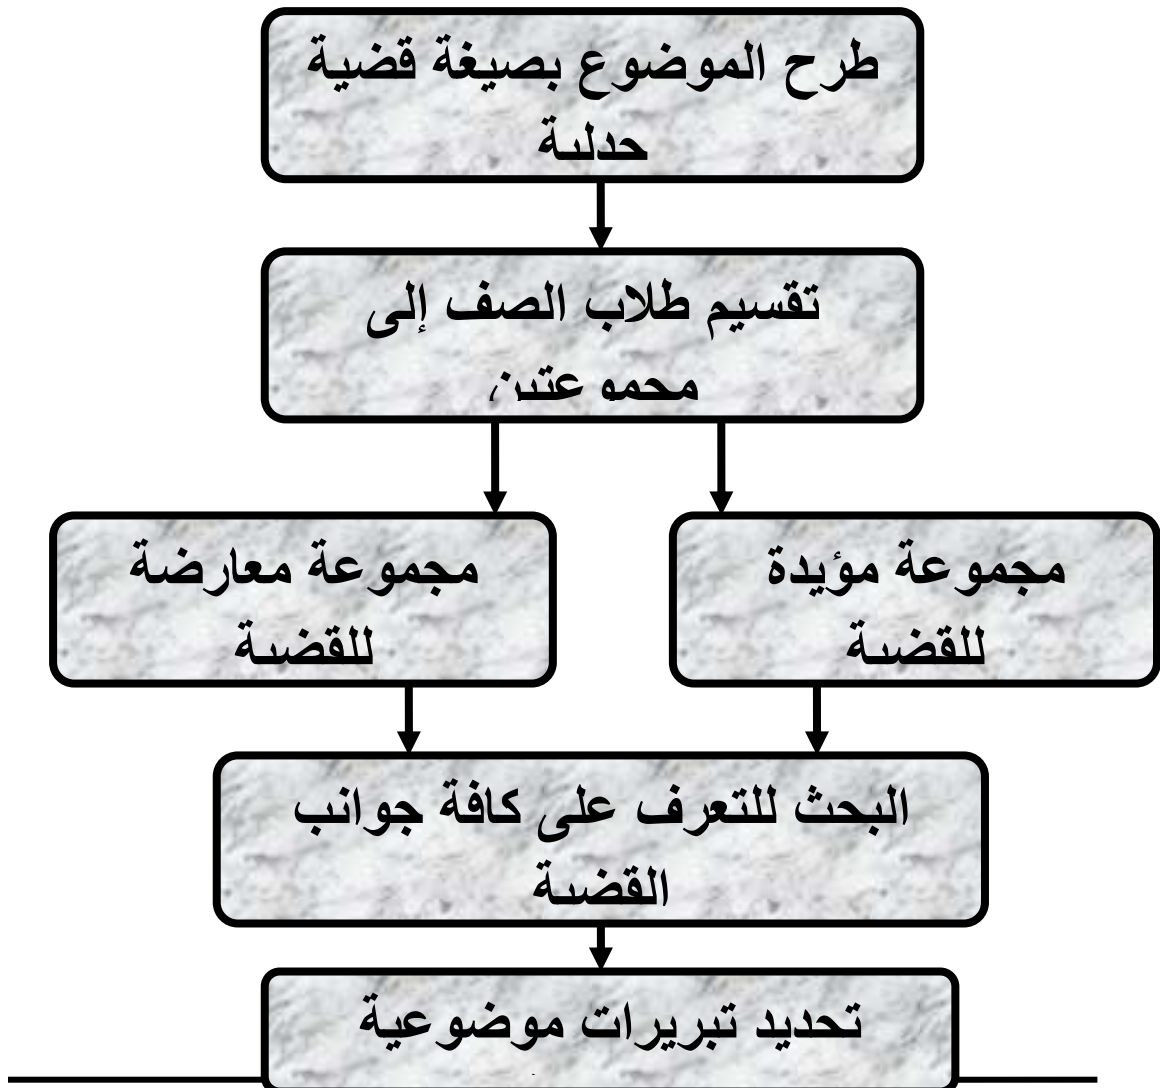 طرح الموضوع بصيغة قضية
جدلية
تقسيم طلاب الصف إلى
مجموعتين
مجموعة مؤيدة
للقضية
مجموعة معارضة
للقضية
البحث للتعرف على كافة جوانب
القضية
تحديد تبريرات موضوعية